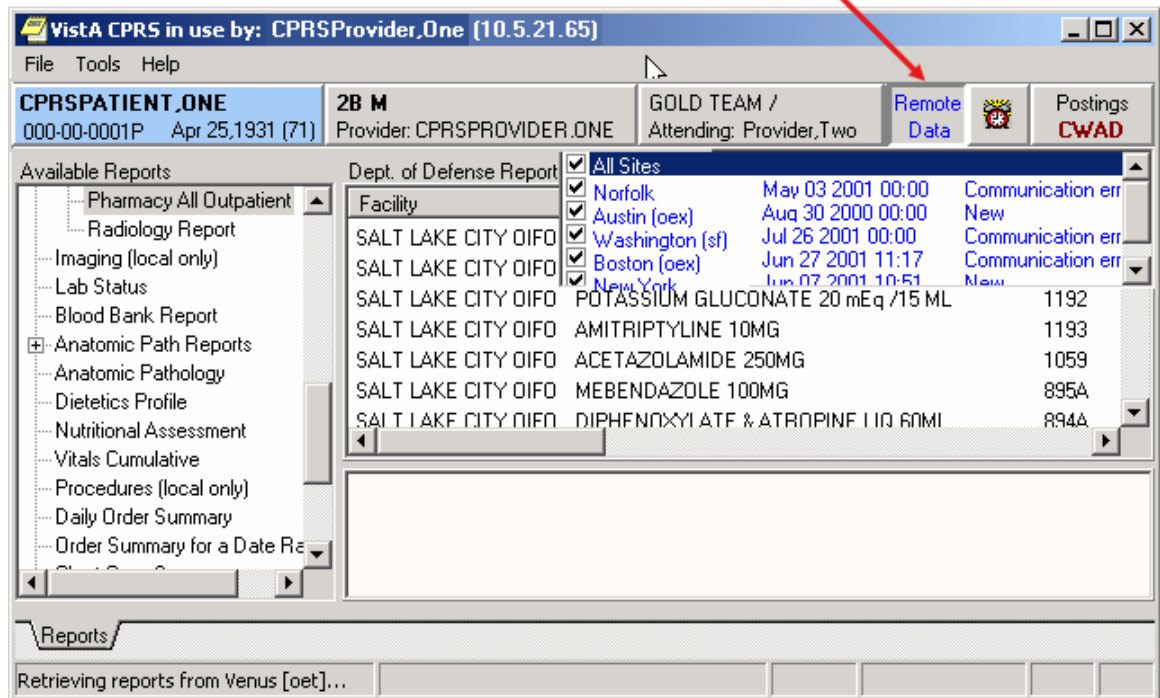 VistA CPRS in use by: CPRSProvider,One (10.5.21.65)
File Tools Help
CPRSPATIENT,ONE
000-00-0001P Apr 25,1931 (71)
2B M
Provider: CPRSPROVIDER.ONE
GOLD TEAM /
Attending: Provider,Two
Remote
Data
Postings
CWAD
Available Reports
Pharmacy All Outpatient
Radiology Report
Imaging (local only)
Lab Status
Blood Bank Report
Anatomic Path Reports
Anatomic Pathology
Dietetics Profile
Nutritional Assessment
Vitals Cumulative
Procedures (local only)
Daily Order Summary
Order Summary for a Date Ra
Dept. of Defense Report
All Sites
Norfolk May 03 2001 00:00 Communication err
Austin (oex) Aug 30 2000 00:00 New
Washington (sf) Jul 26 2001 00:00 Communication err
Boston (oex) Jun 27 2001 11:17 Communication err
New York Jun 07 2001 10:51 New
Facility
SALT LAKE CITY OIFO
SALT LAKE CITY OIFO
SALT LAKE CITY OIFO POTASSIUM GLUCONATE 20 mEq /15 ML 1192
SALT LAKE CITY OIFO AMITRIPTYLINE 10MG 1193
SALT LAKE CITY OIFO ACETAZOLAMIDE 250MG 1059
SALT LAKE CITY OIFO MEBENDAZOLE 100MG 895A
SALT LAKE CITY OIFO DIPHENOXYLATE & ATROPINE LIQ 60ML 894A
Reports
Retrieving reports from Venus [oet]...